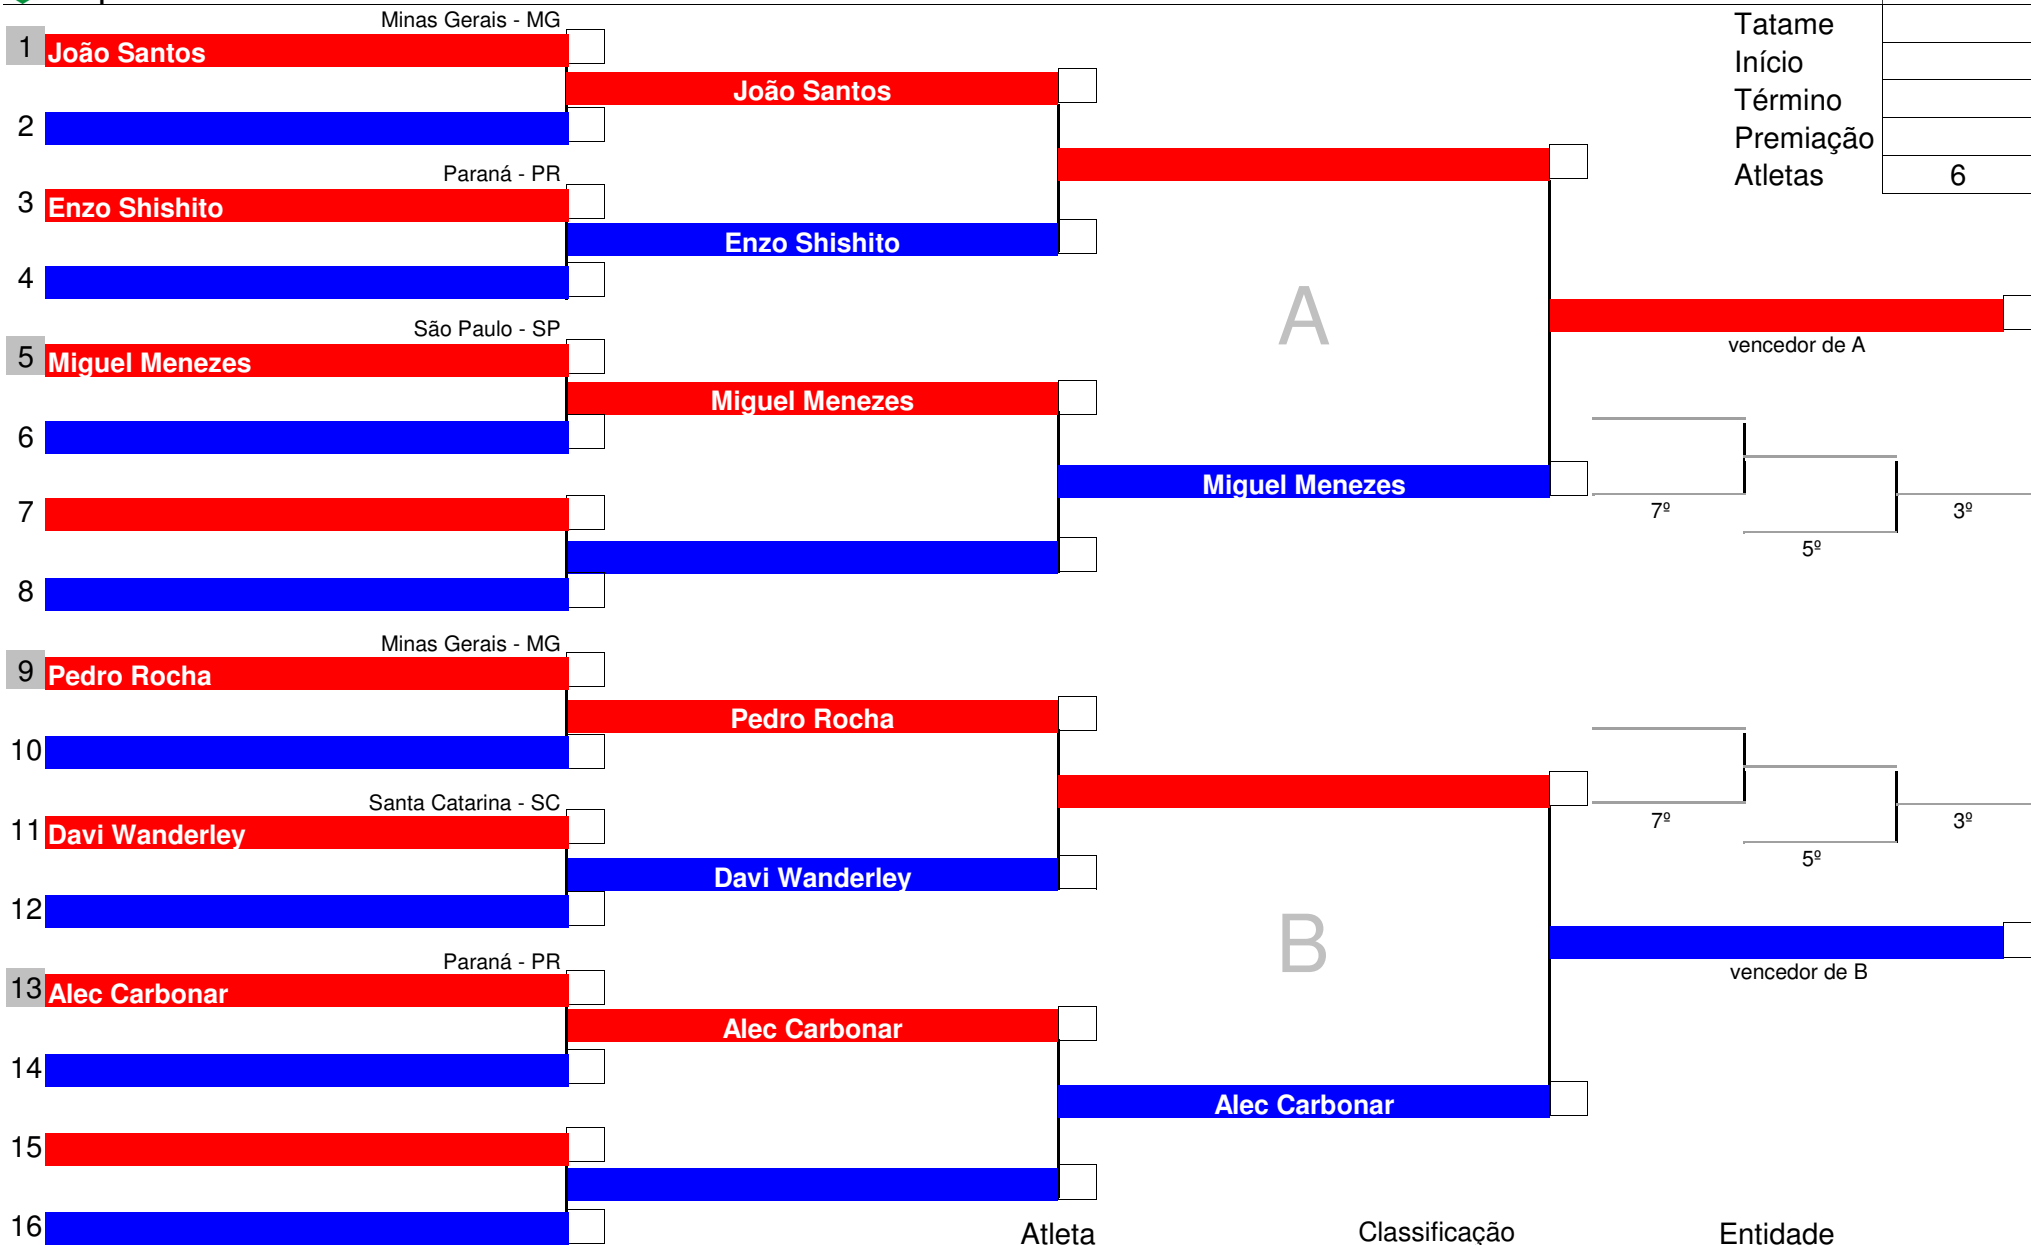 Minas Gerais - MG
Tatame
1 João Santos
Início
João Santos
Término
2
Premiação
Paraná - PR
Atletas 6
3 Enzo Shishito
Enzo Shishito
4
A
São Paulo - SP
vencedor de A
5 Miguel Menezes
Miguel Menezes
6
Miguel Menezes
7
7º 3º
5º
8
Minas Gerais - MG
9 Pedro Rocha
Pedro Rocha
10
Santa Catarina - SC
7º 3º
11 Davi Wanderley
5º
Davi Wanderley
12
B
Paraná - PR
vencedor de B
13 Alec Carbonar
Alec Carbonar
14
Alec Carbonar
15
16
Atleta Classificação Entidade